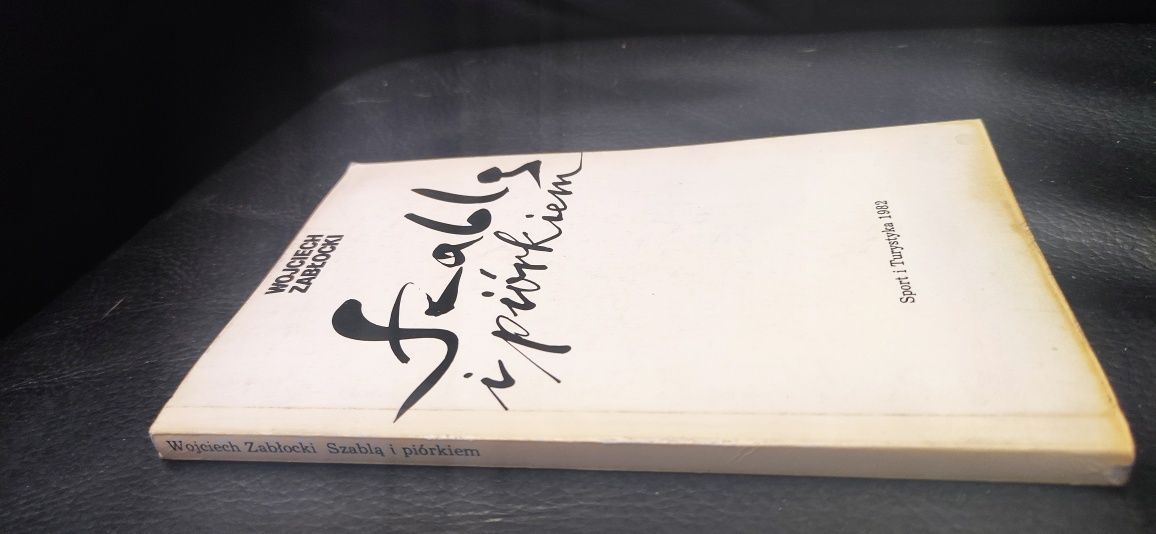 WOJCIECH
ZABŁOCKI
Szablą
i piórkiem
Sport i Turystyka 1982
Wojciech Zabłocki Szablą i piórkiem